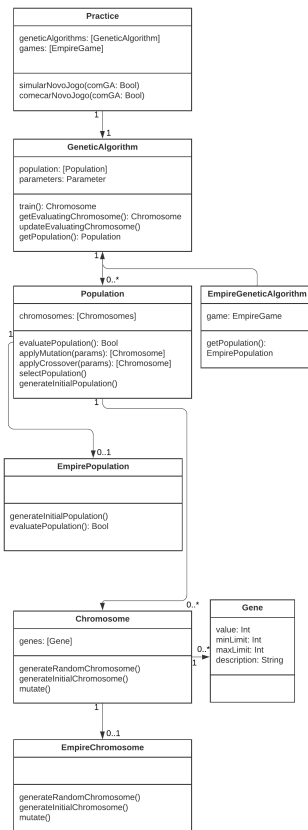 Practice
geneticAlgorithms: [GeneticAlgorithm]
games: [EmpireGame]
simularNovoJogo(comGA: Bool)
comecarNovoJogo(comGA: Bool)
1
1
GeneticAlgorithm
population: [Population]
parameters: Parameter
train(): Chromosome
getEvaluatingChromosome(): Chromosome
updateEvaluatingChromosome()
getPopulation(): Population
1
0..*
Population
chromosomes: [Chromosomes]
evaluatePopulation(): Bool
applyMutation(params): [Chromosome]
applyCrossover(params): [Chromosome]
selectPopulation()
generateInitialPopulation()
EmpireGeneticAlgorithm
game: EmpireGame
getPopulation():
EmpirePopulation
1
1
0..1
EmpirePopulation
generateInitialPopulation()
evaluatePopulation(): Bool
0..*
Chromosome
genes: [Gene]
generateRandomChromosome()
generateInitialChromosome()
mutate()
0..*
1
Gene
value: Int
minLimit: Int
maxLimit: Int
description: String
1
0..1
EmpireChromosome
generateRandomChromosome()
generateInitialChromosome()
mutate()